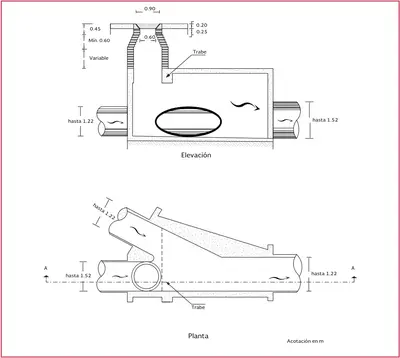 0.90
0.20
0.25
0.45
0.60
Mín. 0.60
Trabe
Variable
hasta 1.22
hasta 1.52
Elevación
hasta 1.22
A
A
hasta 1.52
hasta 1.22
Trabe
Planta
Acotación en m